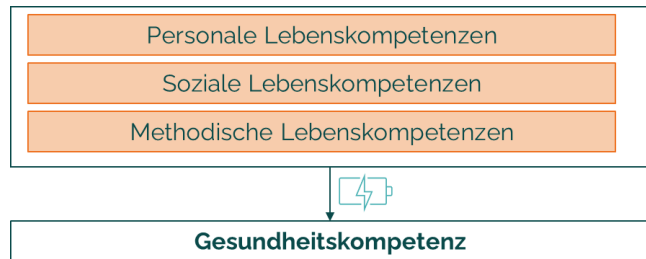 Personale Lebenskompetenzen
Soziale Lebenskompetenzen
Methodische Lebenskompetenzen
Gesundheitskompetenz